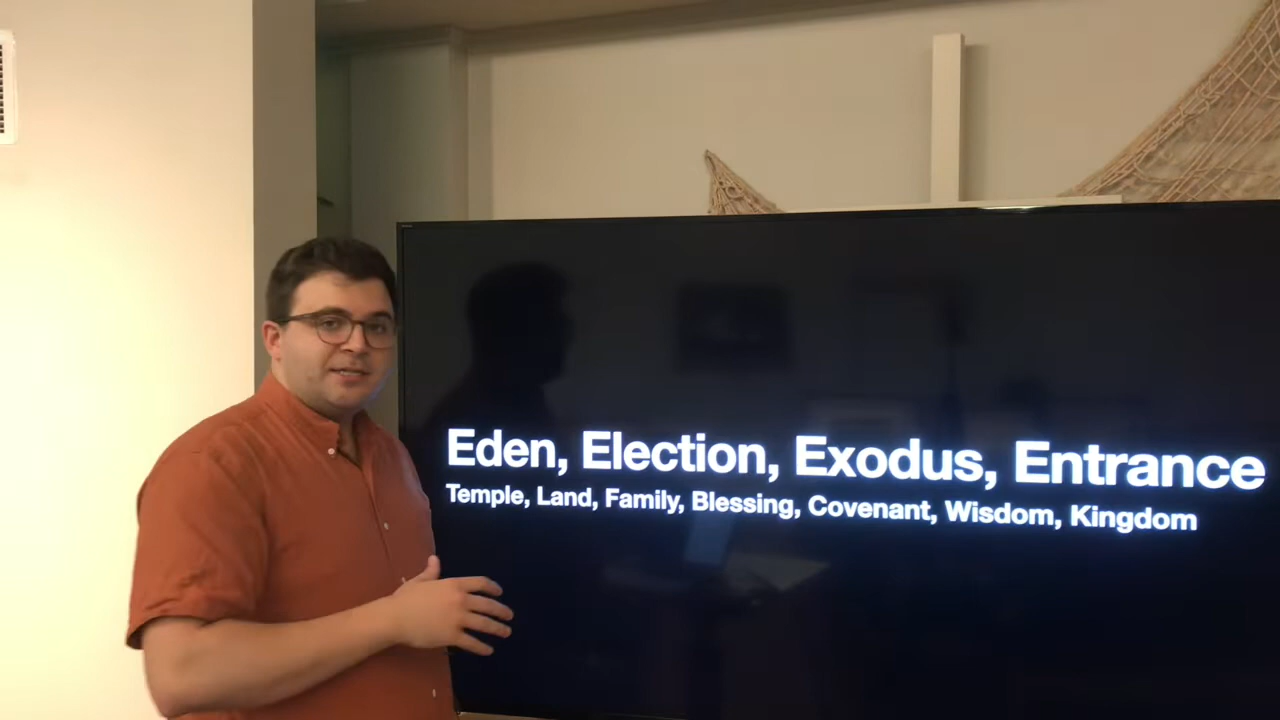 Eden, Election, Exodus, Entrance
Temple, Land, Family, Blessing, Covenant, Wisdom, Kingdom